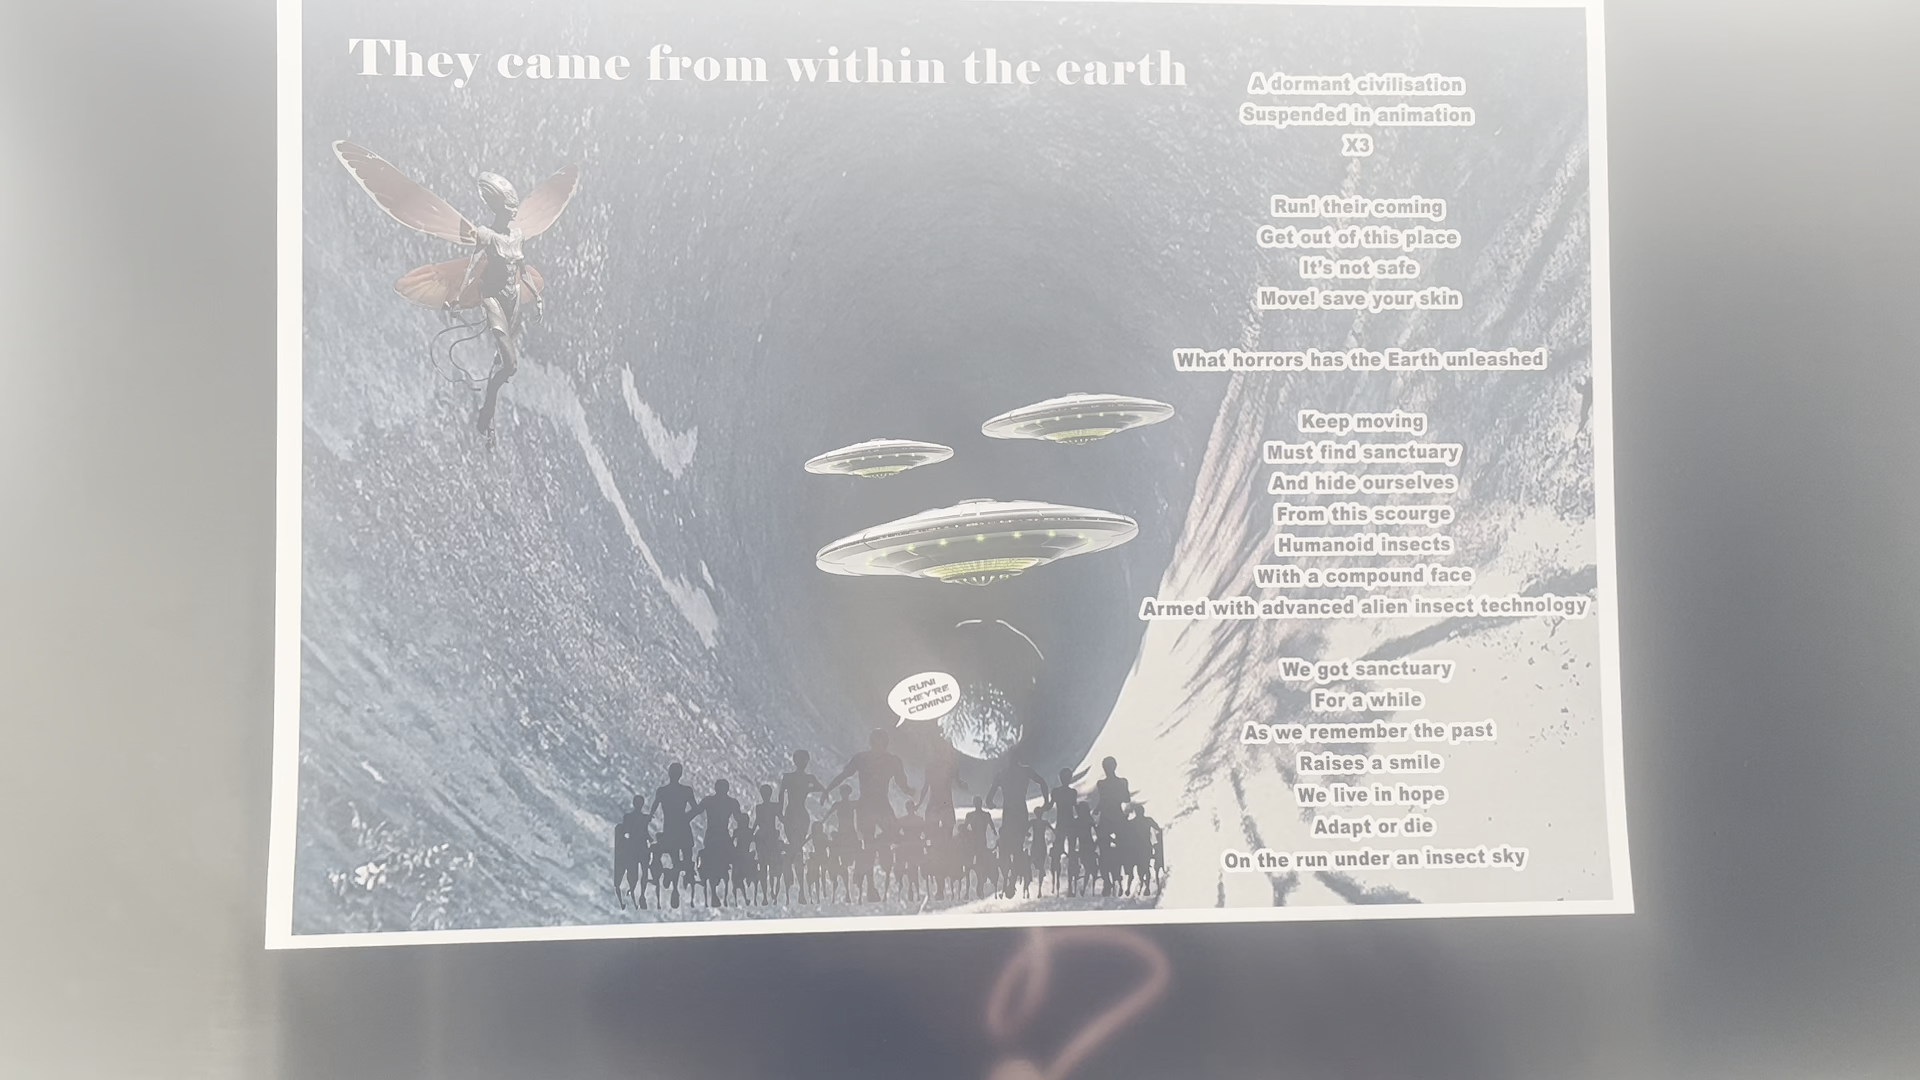 They came from within the earth
A dormant civilisation
Suspended in animation
X3
Run! their coming
Get out of this place
It's not safe
Move! save your skin
What horrors has the Earth unleashed
Keep moving
Must find sanctuary
And hide ourselves
From this scourge
Humanoid insects
With a compound face
Armed with advanced alien insect technology
We got sanctuary
For a while
As we remember the past
Raises a smile
We live in hope
Adapt or die
On the run under an insect sky
RUN!
THEY'RE
COMING